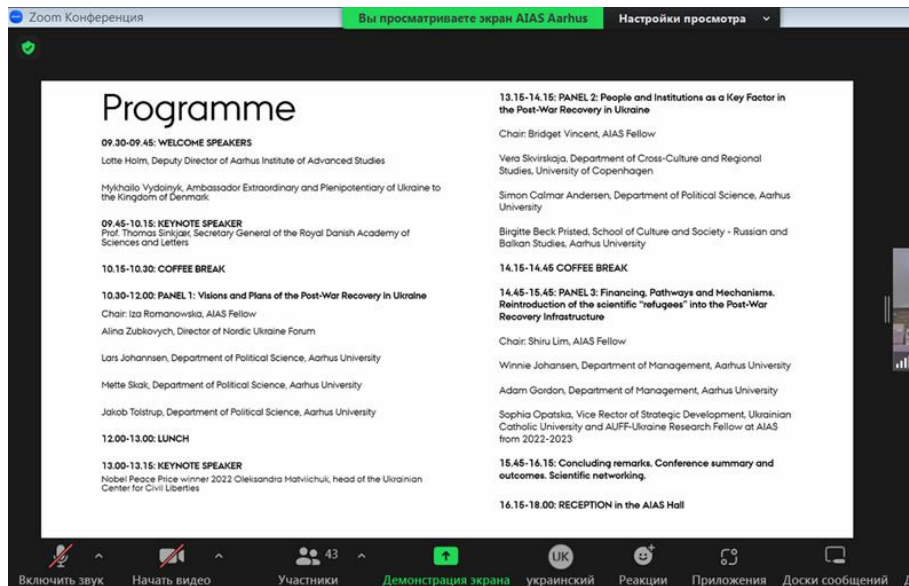 Zoom Конференция
Вы просматриваете экран AIAS Aarhus
Настройки просмотра
Programme
09.30-09.45: WELCOME SPEAKERS
Lotte Holm, Deputy Director of Aarhus Institute of Advanced Studies
Mykhailo Vydoinyk, Ambassador Extraordinary and Plenipotentiary of Ukraine to
the Kingdom of Denmark
09.45-10.15: KEYNOTE SPEAKER
Prof. Thomas Sinkjær, Secretary General of the Royal Danish Academy of
Sciences and Letters
10.15-10.30: COFFEE BREAK
10.30-12.00: PANEL 1: Visions and Plans of the Post-War Recovery in Ukraine
Chair: Iza Romanowska, AIAS Fellow
Alina Zubkovych, Director of Nordic Ukraine Forum
Lars Johannsen, Department of Political Science, Aarhus University
Mette Skak, Department of Political Science, Aarhus University
Jakob Tolstrup, Department of Political Science, Aarhus University
12.00-13.00: LUNCH
13.00-13.15: KEYNOTE SPEAKER
Nobel Peace Price winner 2022 Oleksandra Matviichuk, head of the Ukrainian
Center for Civil Liberties
13.15-14.15: PANEL 2: People and Institutions as a Key Factor in
the Post-War Recovery in Ukraine
Chair: Bridget Vincent, AIAS Fellow
Vera Skvirskaja, Department of Cross-Culture and Regional
Studies, University of Copenhagen
Simon Calmar Andersen, Department of Political Science, Aarhus
University
Birgitte Beck Pristed, School of Culture and Society - Russian and
Balkan Studies, Aarhus University
14.15-14.45 COFFEE BREAK
14.45-15.45: PANEL 3: Financing, Pathways and Mechanisms.
Reintroduction of the scientific “refugees” into the Post-War
Recovery Infrastructure
Chair: Shiru Lim, AIAS Fellow
Winnie Johansen, Department of Management, Aarhus University
Adam Gordon, Department of Management, Aarhus University
Sophia Opatska, Vice Rector of Strategic Development, Ukrainian
Catholic University and AUFF-Ukraine Research Fellow at AIAS
from 2022-2023
15.45-16.15: Concluding remarks. Conference summary and
outcomes. Scientific networking.
16.15-18.00: RECEPTION in the AIAS Hall
43
UK
Включить звук
Начать видео
Участники
Демонстрация экрана
украинский
Реакции
Приложения
Доски сообщений